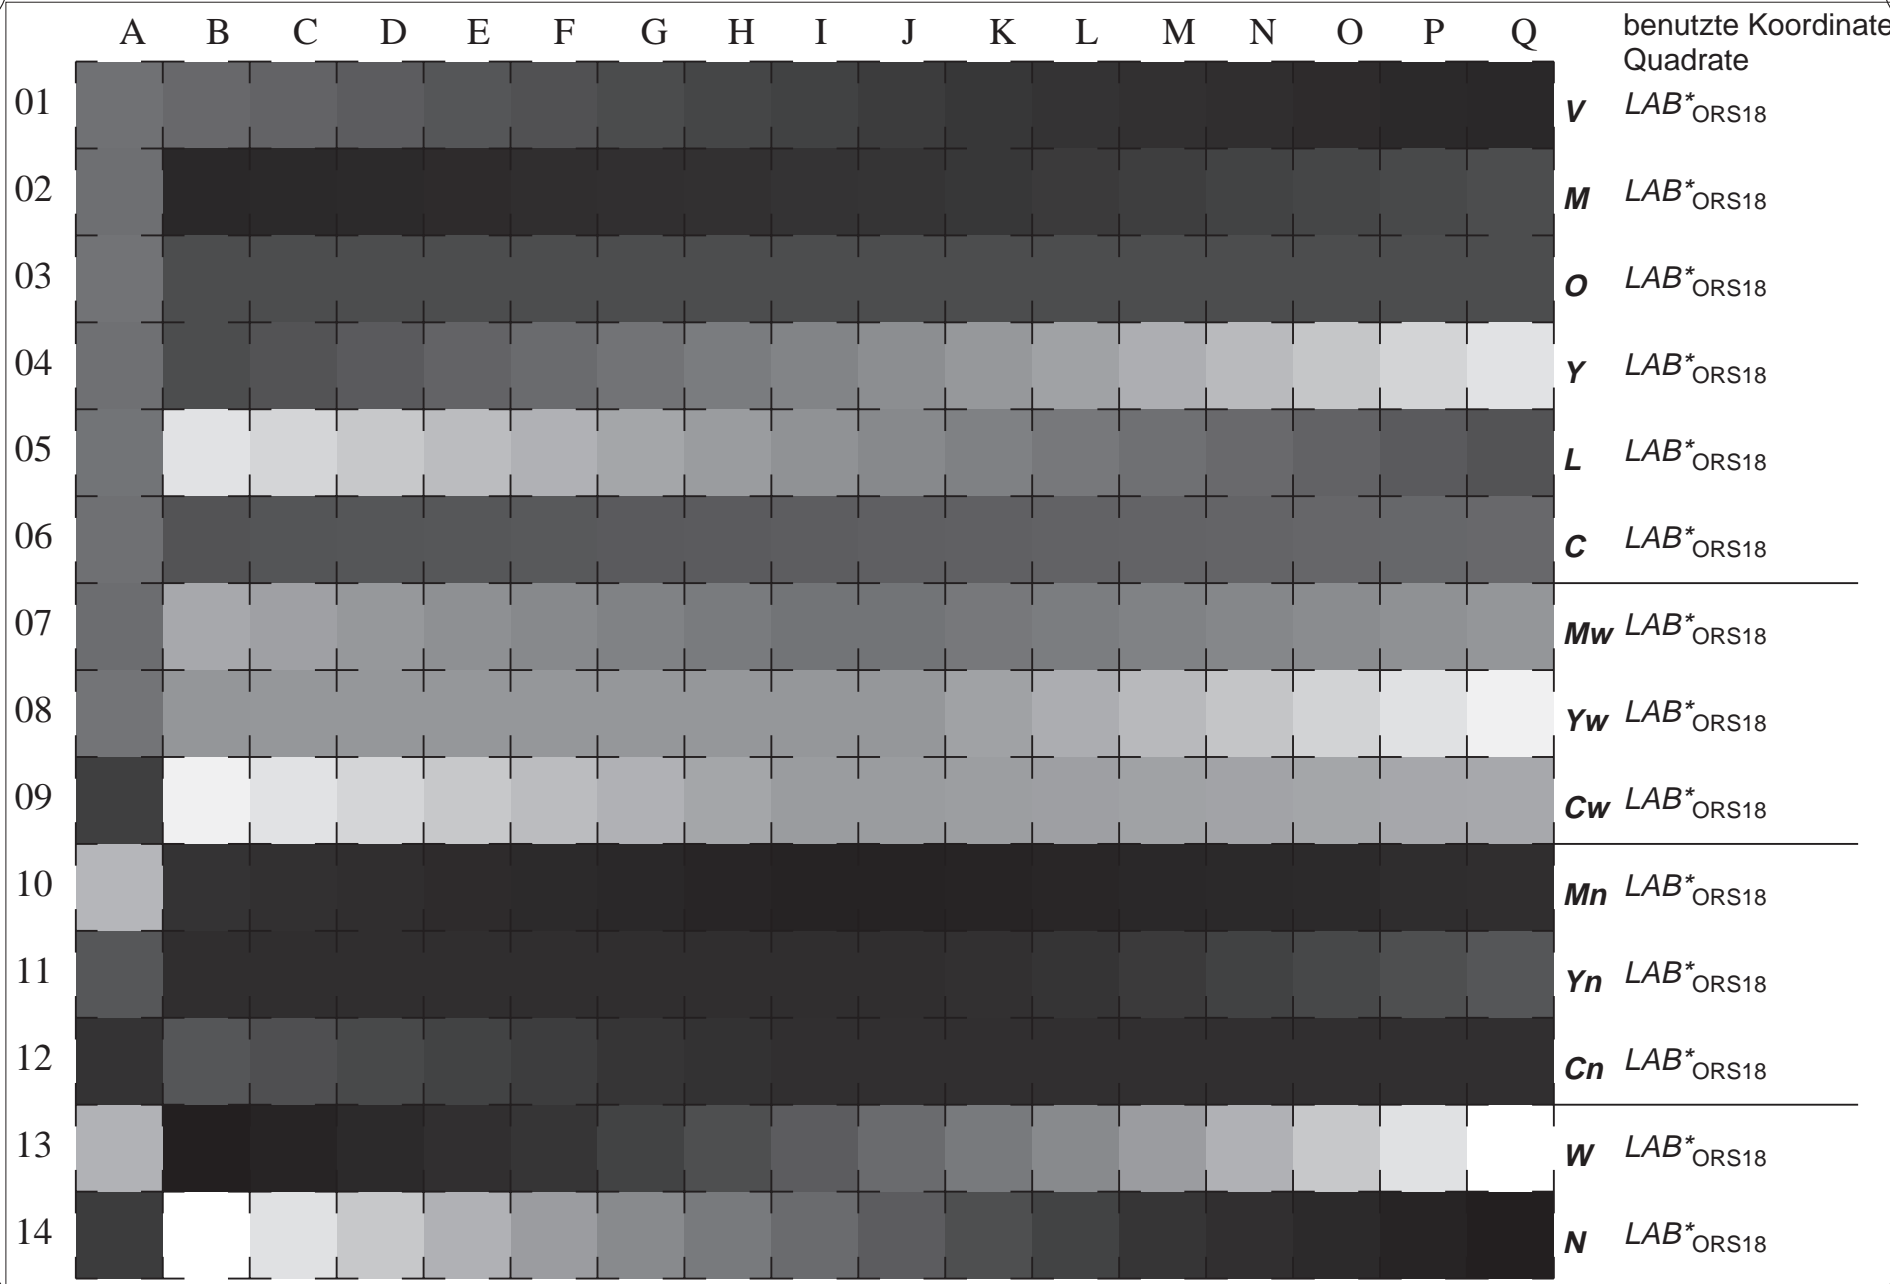 A B C D E F G H I J K L M N O P Q benutzte Koordinate
Quadrate
01 V LAB*ORS18
02 M LAB*ORS18
03 O LAB*ORS18
04 Y LAB*ORS18
05 L LAB*ORS18
06 C LAB*ORS18
07 Mw LAB*ORS18
08 Yw LAB*ORS18
09 Cw LAB*ORS18
10 Mn LAB*ORS18
11 Yn LAB*ORS18
12 Cn LAB*ORS18
13 W LAB*ORS18
14 N LAB*ORS18